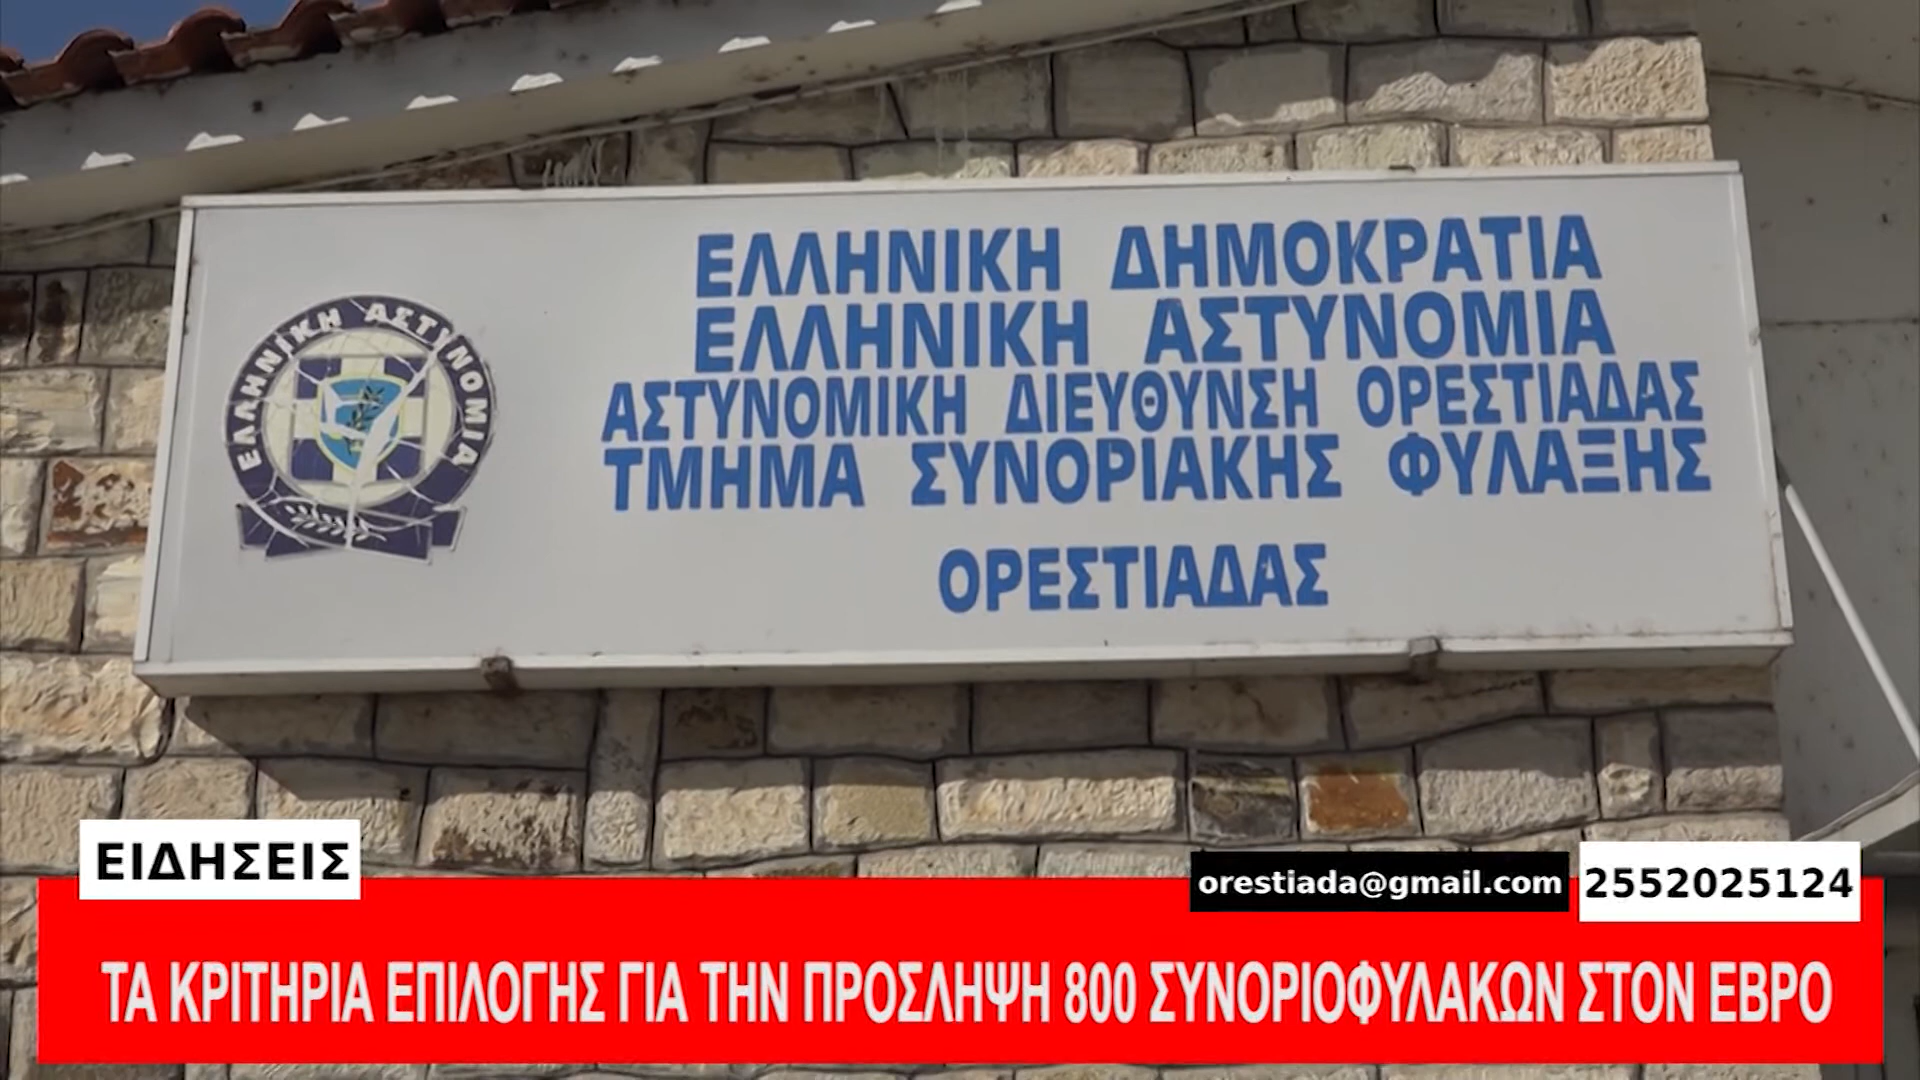 ΕΛΛΗΝΙΚΗ ΔΗΜΟΚΡΑΤΙΑ
ΕΛΛΗΝΙΚΗ ΑΣΤΥΝΟΜΙΑ
ΑΣΤΥΝΟΜΙΚΗ ΔΙΕΥΘΥΝΣΗ ΟΡΕΣΤΙΑΔΑΣ
ΤΜΗΜΑ ΣΥΝΟΡΙΑΚΗΣ ΦΥΛΑΞΗΣ
ΟΡΕΣΤΙΑΔΑΣ
ΕΛΛΗΝΙΚΗ ΑΣΤΥΝΟΜΙΑ
ΕΙΔΗΣΕΙΣ
orestiada@gmail.com
2552025124
ΤΑ ΚΡΙΤΗΡΙΑ ΕΠΙΛΟΓΗΣ ΓΙΑ ΤΗΝ ΠΡΟΣΛΗΨΗ 800 ΣΥΝΟΡΙΟΦΥΛΑΚΩΝ ΣΤΟΝ ΕΒΡΟ